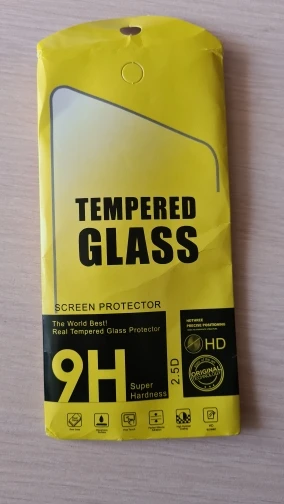 TEMPERED
GLASS
SCREEN PROTECTOR
The World Best!
Real Tempered Glass Protector
9H
Super
Hardness
2.5D
HD
ORIGINAL